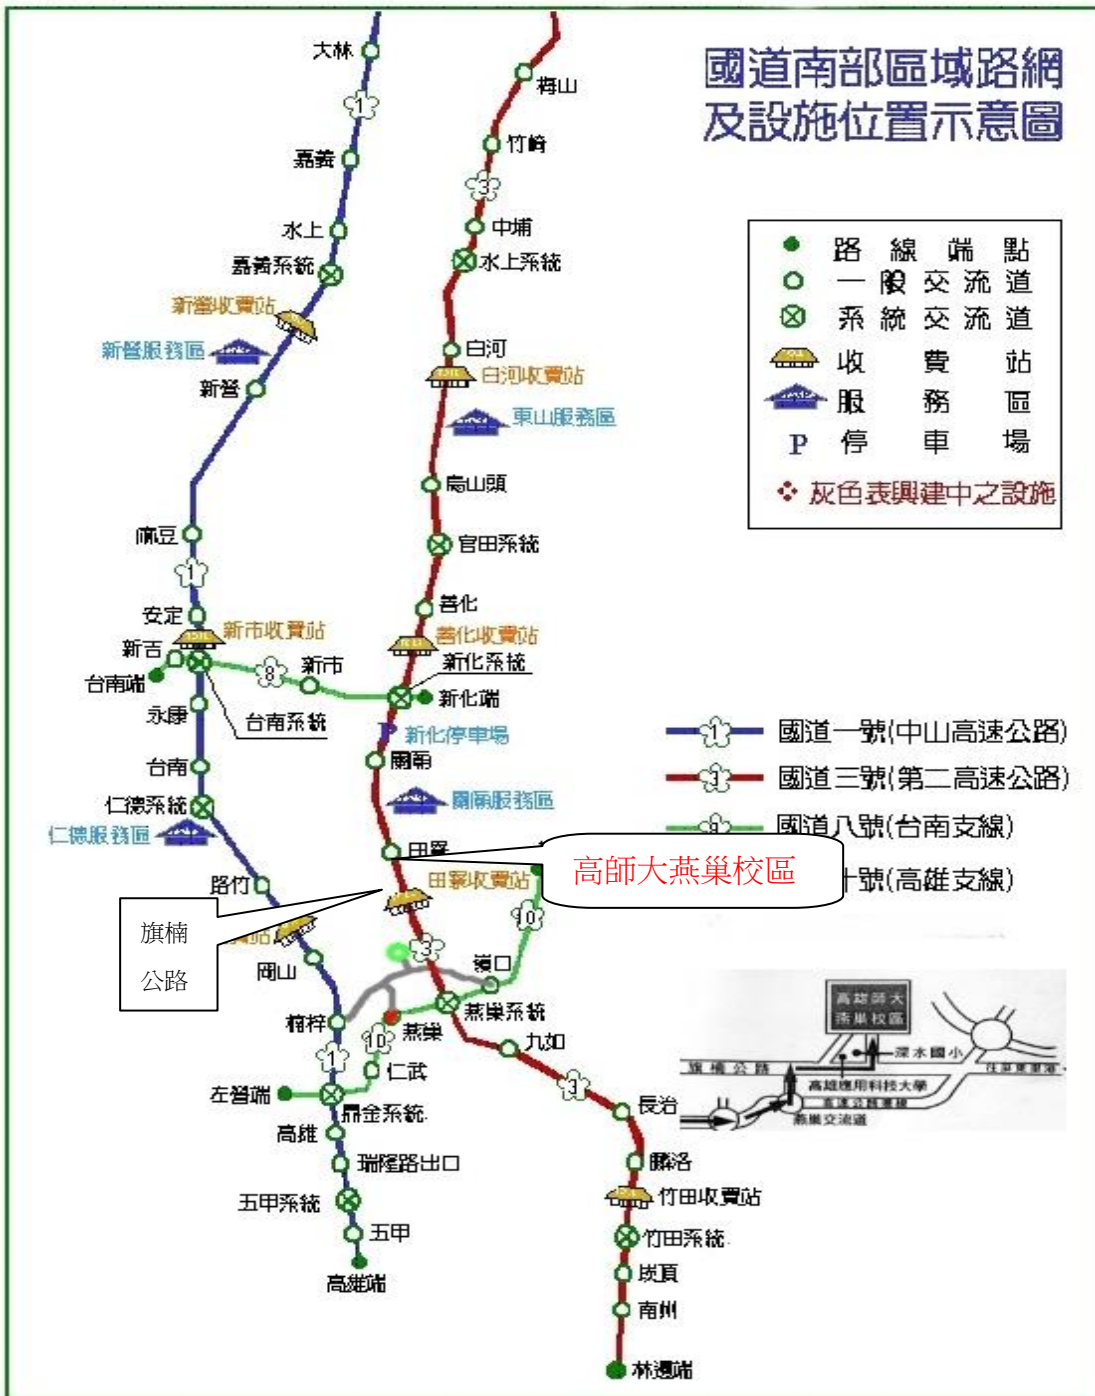 國道南部區域路網
及設施位置示意圖
路線端點
一般交流道
系統交流道
收費站
服務區
P 停車場
灰色表興建中之設施
大林
1
嘉義
水上
嘉義系統
新營收費站
新營服務區
新營
麻豆
1
安定
新市收費站
新吉
台南端
8
新市
永康
台南系統
台南
仁德系統
仁德服務區
路竹
岡山
楠梓
1
左營端
鼎金系統
高雄
瑞隆路出口
五甲系統
五甲
高雄端
梅山
竹崎
3
中埔
水上系統
白河
白河收費站
東山服務區
烏山頭
官田系統
善化
善化收費站
新化系統
新化端
P 新化停車場
關廟
關廟服務區
田寮
田寮收費站
10
3
嶺口
燕巢系統
燕巢
10
仁武
九如
3
長治
麟洛
竹田收費站
竹田系統
崁頂
南州
林邊端
1 國道一號(中山高速公路)
3 國道三號(第二高速公路)
8 國道八號(台南支線)
十號(高雄支線)
高師大燕巢校區
旗楠
公路
高雄師大
燕巢校區
深水國小
旗楠公路
高雄應用科技大學
燕巢交流道